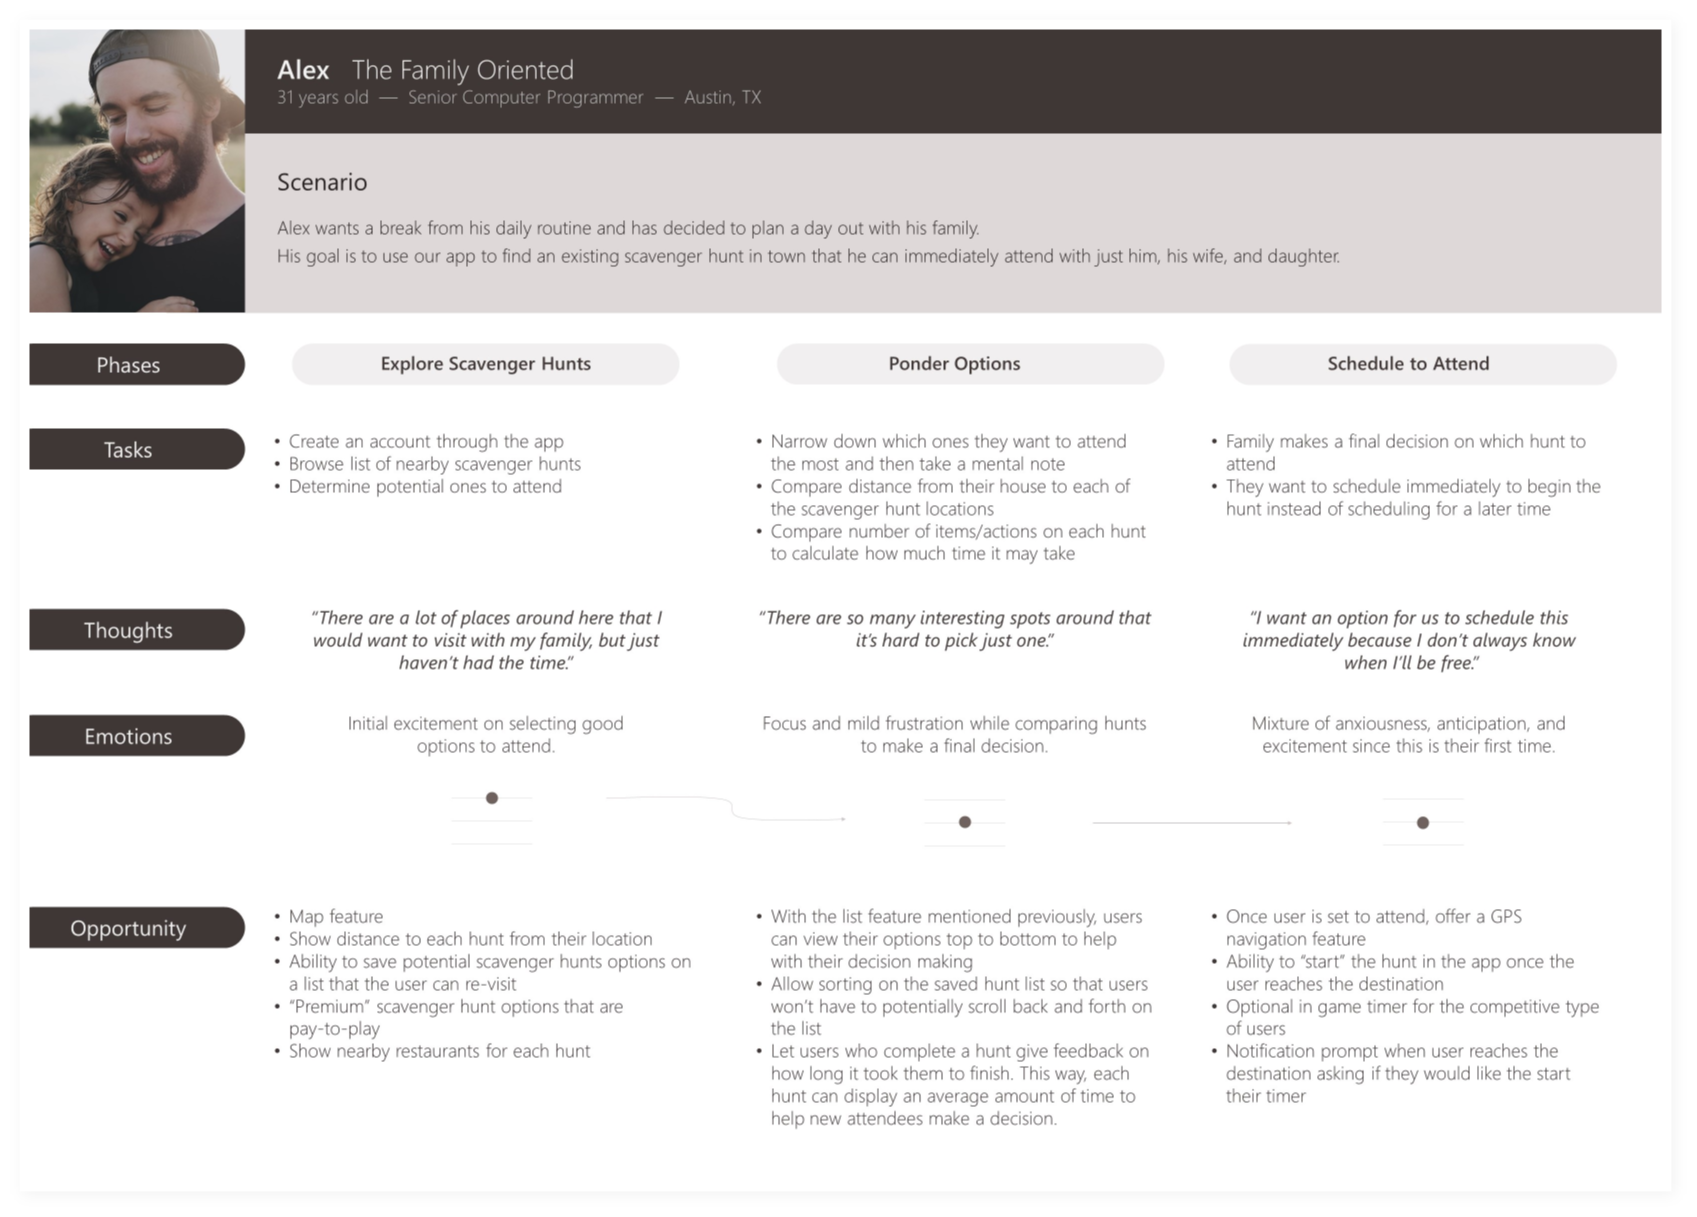 Alex The Family Oriented
31 years old — Senior Computer Programmer — Austin, TX
Scenario
Alex wants a break from his daily routine and has decided to plan a day out with his family.
His goal is to use our app to find an existing scavenger hunt in town that he can immediately attend with just him, his wife, and daughter.
Phases
Explore Scavenger Hunts
Ponder Options
Schedule to Attend
Tasks
• Create an account through the app
• Browse list of nearby scavenger hunts
• Determine potential ones to attend
• Narrow down which ones they want to attend
the most and then take a mental note
• Compare distance from their house to each of
the scavenger hunt locations
• Compare number of items/actions on each hunt
to calculate how much time it may take
• Family makes a final decision on which hunt to
attend
• They want to schedule immediately to begin the
hunt instead of scheduling for a later time
Thoughts
“There are a lot of places around here that I
would want to visit with my family, but just
haven’t had the time.”
“There are so many interesting spots around that
it’s hard to pick just one.”
“I want an option for us to schedule this
immediately because I don’t always know
when I’ll be free.”
Emotions
Initial excitement on selecting good
options to attend.
Focus and mild frustration while comparing hunts
to make a final decision.
Mixture of anxiousness, anticipation, and
excitement since this is their first time.
Opportunity
• Map feature
• Show distance to each hunt from their location
• Ability to save potential scavenger hunts options on
a list that the user can re-visit
• “Premium” scavenger hunt options that are
pay-to-play
• Show nearby restaurants for each hunt
• With the list feature mentioned previously, users
can view their options top to bottom to help
with their decision making
• Allow sorting on the saved hunt list so that users
won’t have to potentially scroll back and forth on
the list
• Let users who complete a hunt give feedback on
how long it took them to finish. This way, each
hunt can display an average amount of time to
help new attendees make a decision.
• Once user is set to attend, offer a GPS
navigation feature
• Ability to “start” the hunt in the app once the
user reaches the destination
• Optional in game timer for the competitive type
of users
• Notification prompt when user reaches the
destination asking if they would like the start
their timer